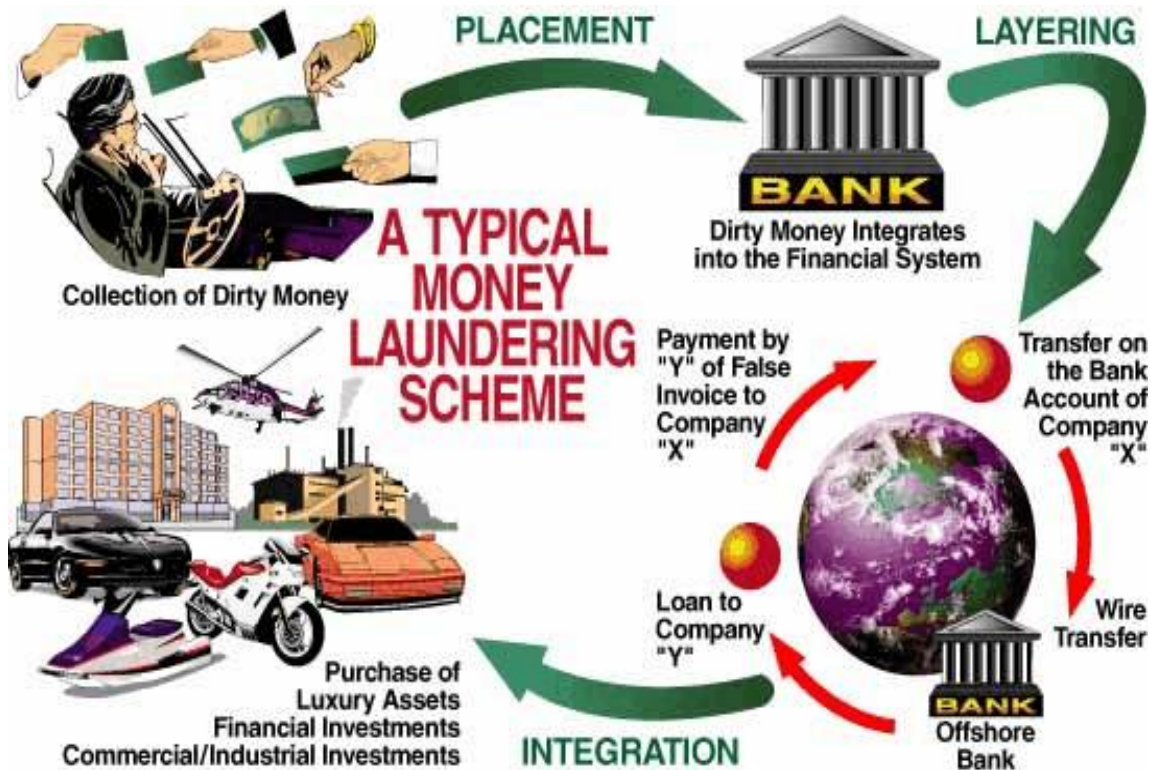 PLACEMENT
LAYERING
BANK
Dirty Money Integrates
into the Financial System
Collection of Dirty Money
A TYPICAL
MONEY
LAUNDERING
SCHEME
Payment by
"Y" of False
Invoice to
Company
"X"
Transfer on
the Bank
Account of
Company
"X"
Loan to
Company
"Y"
Wire
Transfer
BANK
Offshore
Bank
Purchase of
Luxury Assets
Financial Investments
Commercial/Industrial Investments
INTEGRATION